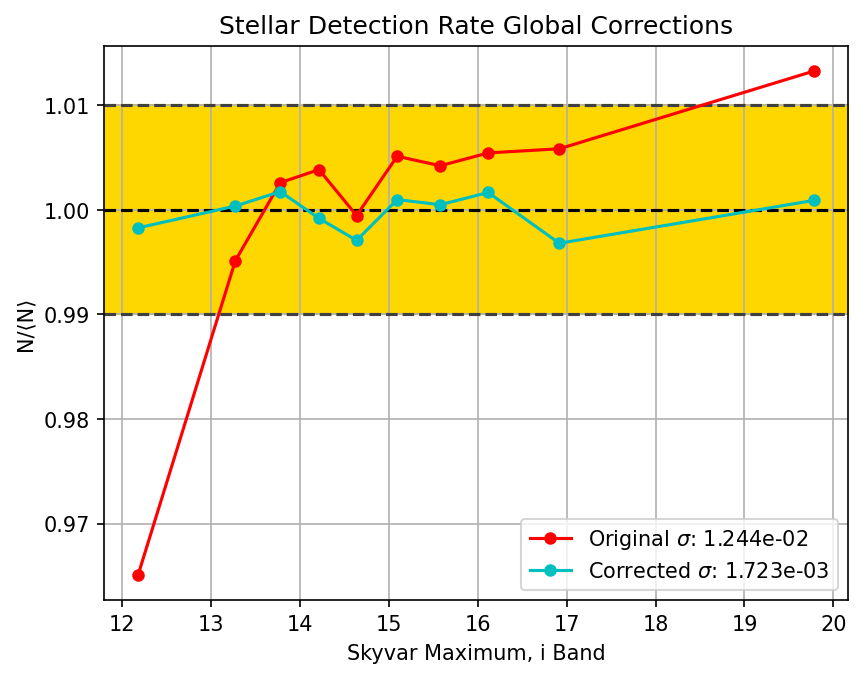 Stellar Detection Rate Global Corrections
N/⟨N⟩
1.01
1.00
0.99
0.98
0.97
Original σ: 1.244e-02
Corrected σ: 1.723e-03
12 13 14 15 16 17 18 19 20
Skyvar Maximum, i Band